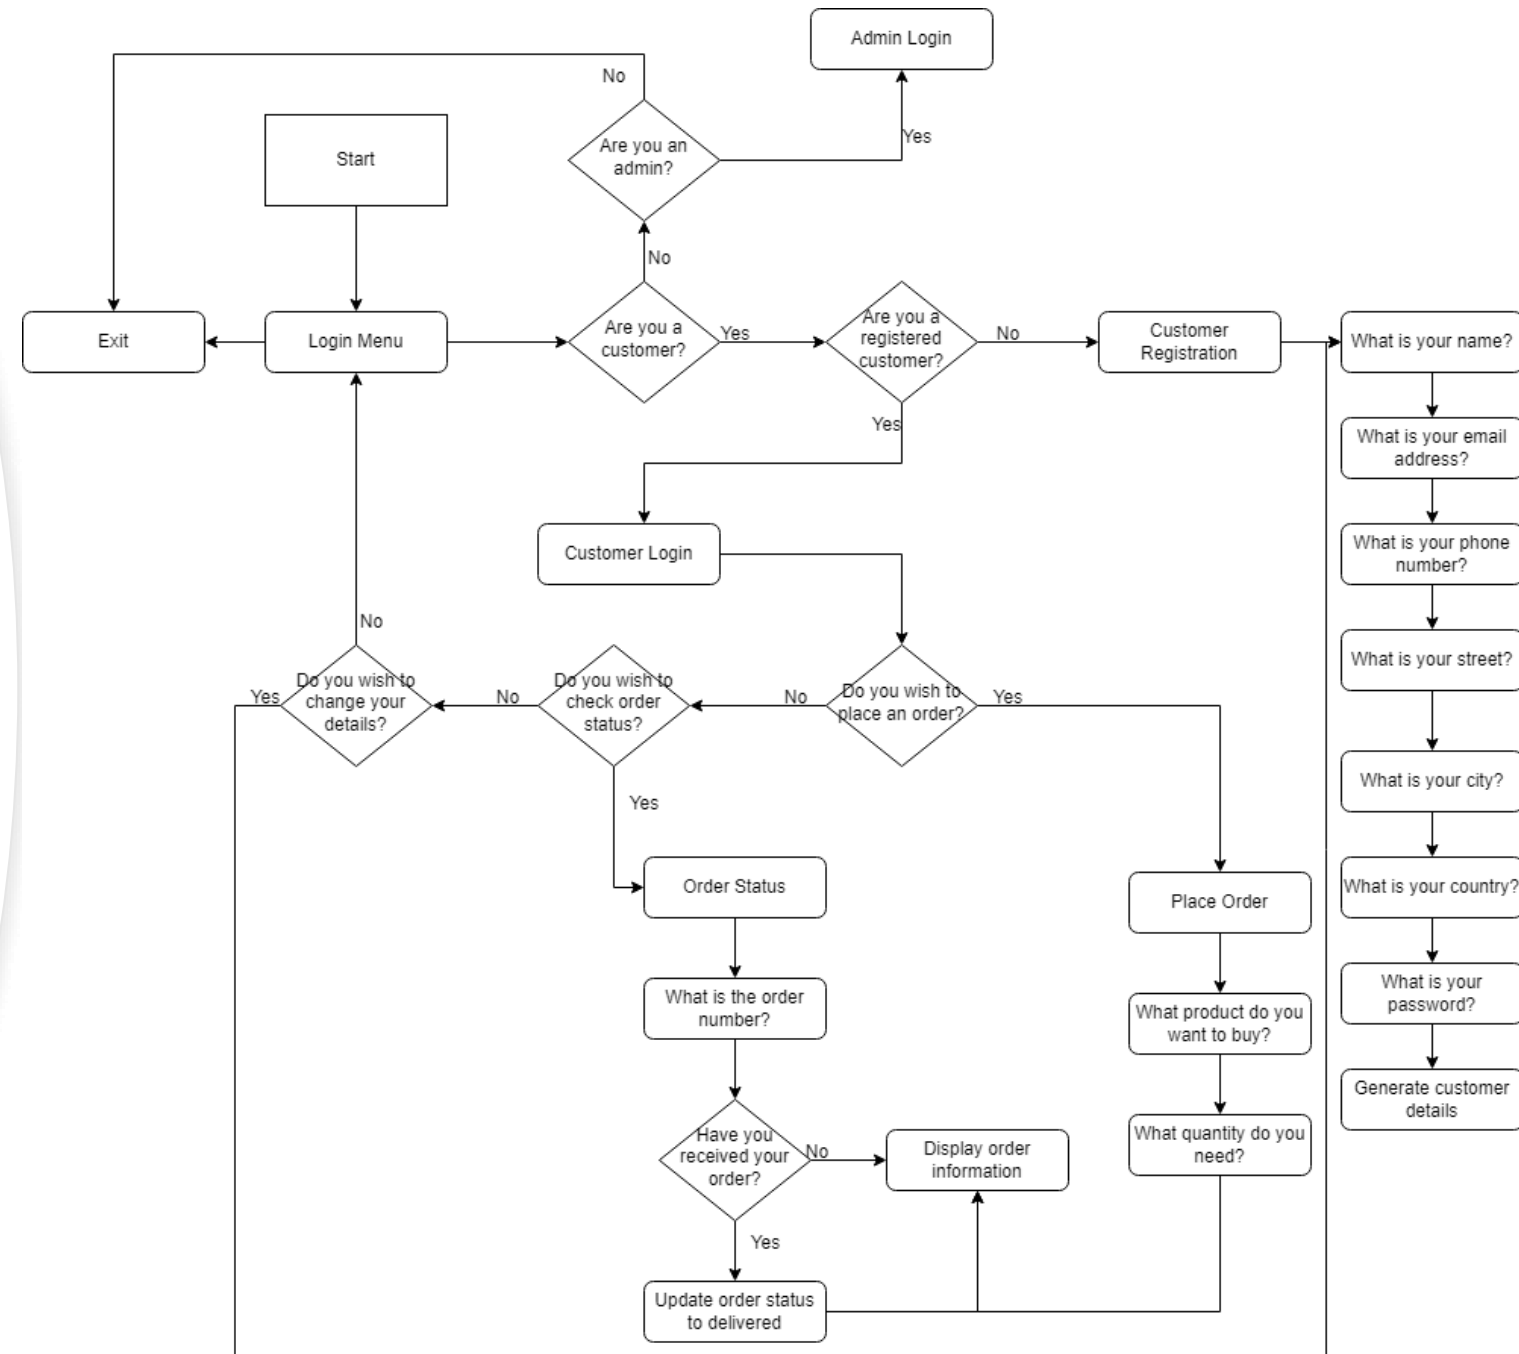 Admin Login
No
Yes
Start
Are you an
admin?
No
Exit
Login Menu
Are you a
customer?
Yes
Are you a
registered
customer?
No
Customer
Registration
What is your name?
Yes
What is your email
address?
Customer Login
What is your phone
number?
No
What is your street?
Yes
Do you wish to
change your
details?
No
Do you wish to
check order
status?
No
Do you wish to
place an order?
Yes
What is your city?
Yes
Order Status
Place Order
What is your country?
What is the order
number?
What product do you
want to buy?
What is your
password?
Have you
received your
order?
No
Display order
information
What quantity do you
need?
Generate customer
details
Yes
Update order status
to delivered